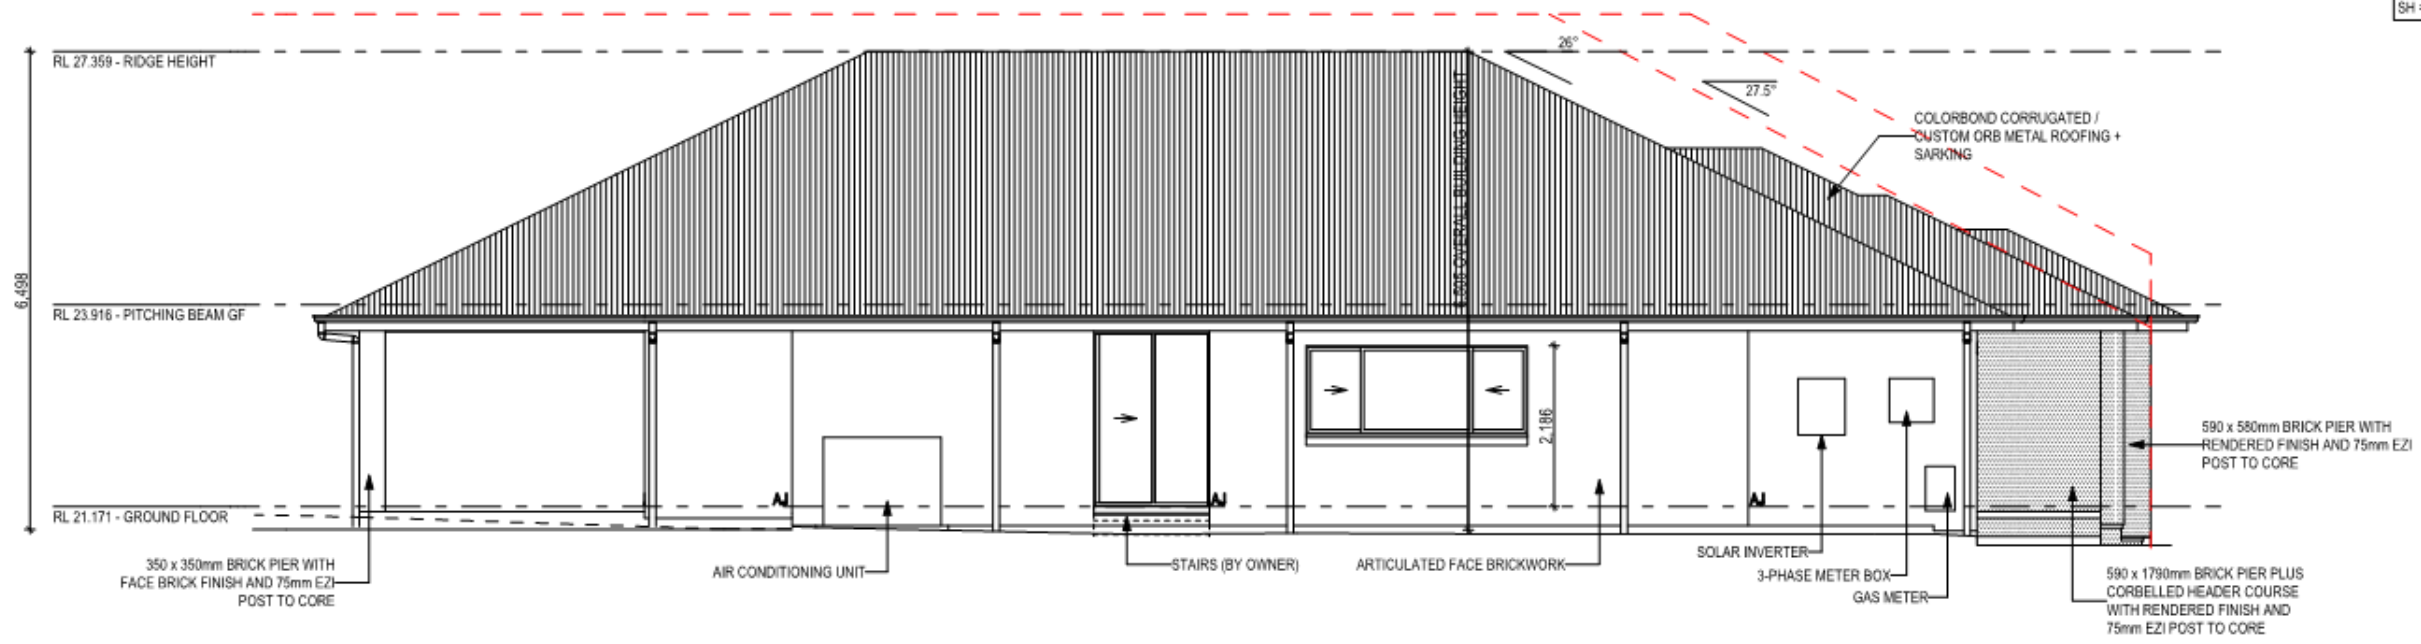 SH
RL 27.359 - RIDGE HEIGHT
26°
27.5°
COLORBOND CORRUGATED /
CUSTOM ORB METAL ROOFING +
SARKING
OVERALL BUILDING HEIGHT
6,498
RL 23.916 - PITCHING BEAM GF
2,186
590 x 580mm BRICK PIER WITH
RENDERED FINISH AND 75mm EZI
POST TO CORE
AJ
AJ
AJ
RL 21.171 - GROUND FLOOR
350 x 350mm BRICK PIER WITH
FACE BRICK FINISH AND 75mm EZI
POST TO CORE
AIR CONDITIONING UNIT
STAIRS (BY OWNER)
ARTICULATED FACE BRICKWORK
SOLAR INVERTER
3-PHASE METER BOX
GAS METER
590 x 1790mm BRICK PIER PLUS
CORBELLED HEADER COURSE
WITH RENDERED FINISH AND
75mm EZI POST TO CORE